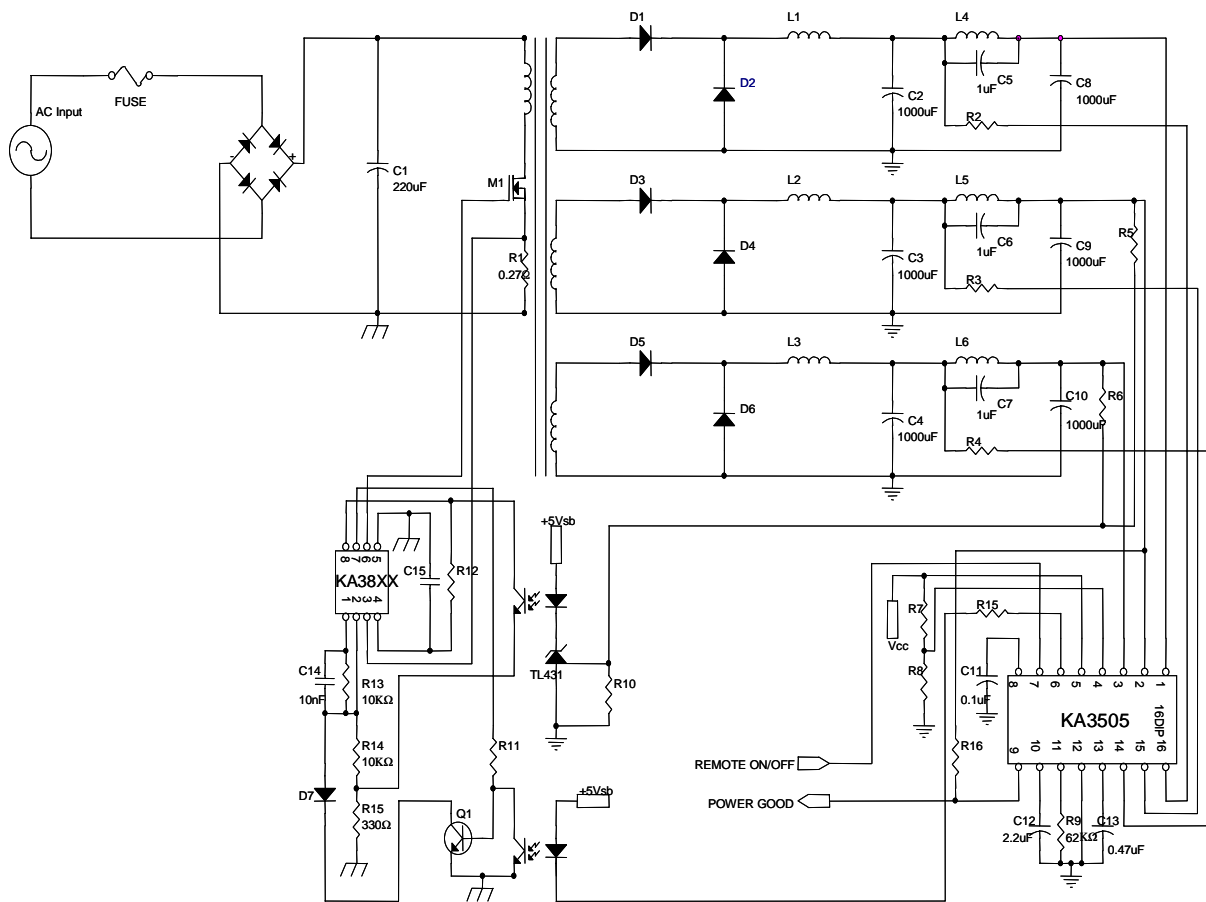 D1
L1
L4
D2
C2
1000uF
C5
1uF
C8
1000uF
R2
AC Input
FUSE
-
+
C1
220uF
M1
R1
0.27Ω
D3
L2
L5
D4
C3
1000uF
C6
1uF
C9
1000uF
R5
R3
D5
L3
L6
D6
C4
1000uF
C7
1uF
C10
1000uF
R6
R4
8 7 6 5
KA38XX
1 2 3 4
C15
R12
+5Vsb
TL431
R10
C14
10nF
R13
10KΩ
R14
10KΩ
D7
R15
330Ω
R11
Q1
+5Vsb
R7
Vcc
R8
R15
C11
0.1uF
8 7 6 5 4 3 2 1
KA3505
16DIP
9 10 11 12 13 14 15 16
R16
REMOTE ON/OFF
POWER GOOD
C12
2.2uF
R9
62KΩ
C13
0.47uF